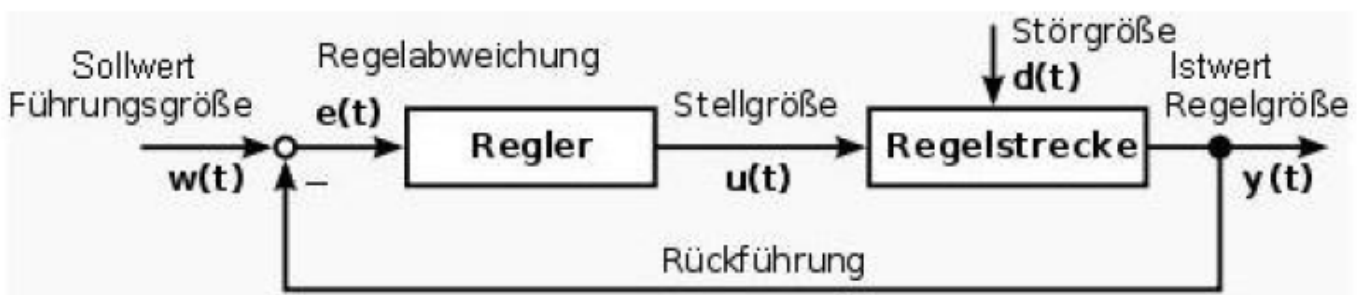 Sollwert
Führungsgröße
w(t)
Regelabweichung
e(t)
–
Regler
Stellgröße
u(t)
Störgröße
d(t)
Regelstrecke
Istwert
Regelgröße
y(t)
Rückführung